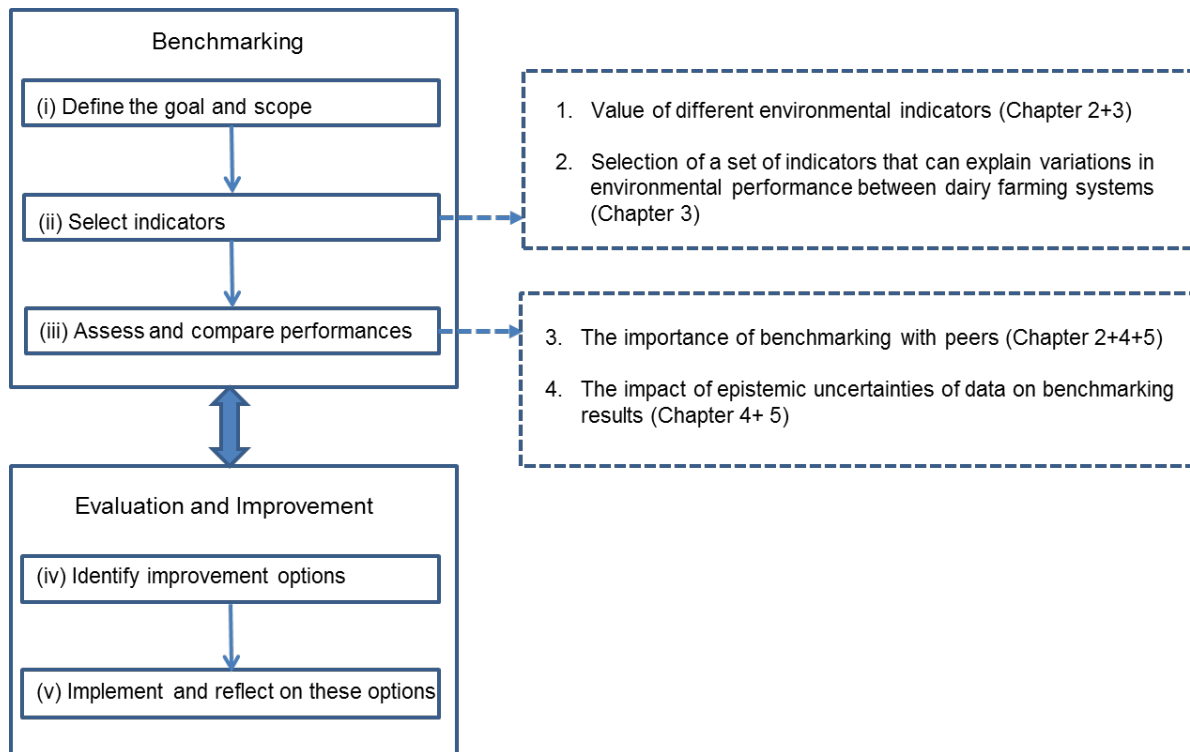 Benchmarking
(i) Define the goal and scope
(ii) Select indicators
(iii) Assess and compare performances
1. Value of different environmental indicators (Chapter 2+3)
2. Selection of a set of indicators that can explain variations in
environmental performance between dairy farming systems
(Chapter 3)
3. The importance of benchmarking with peers (Chapter 2+4+5)
4. The impact of epistemic uncertainties of data on benchmarking
results (Chapter 4+ 5)
Evaluation and Improvement
(iv) Identify improvement options
(v) Implement and reflect on these options